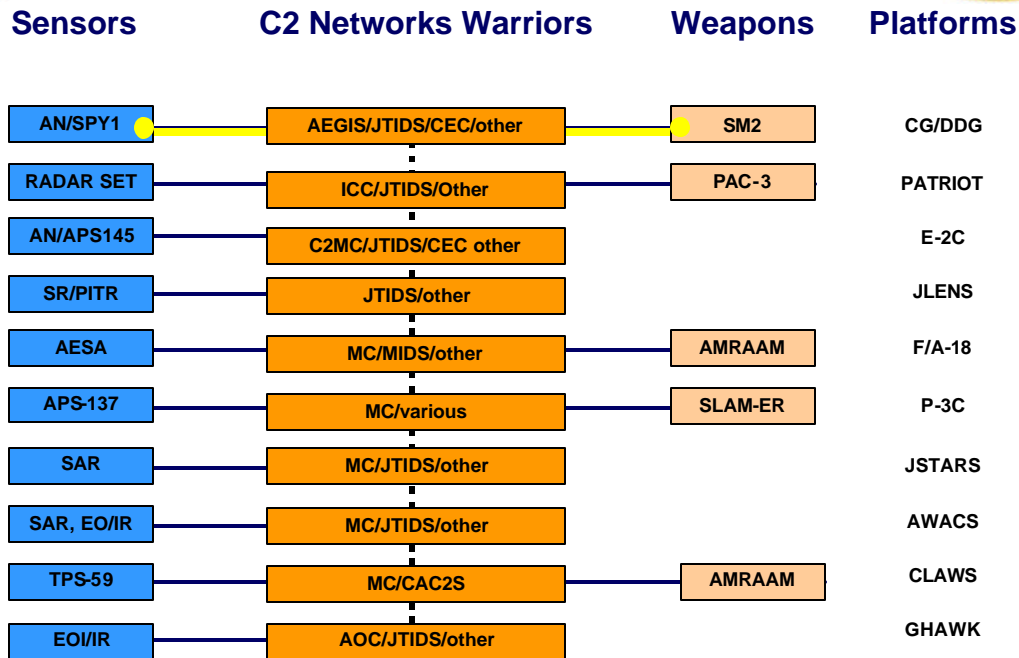 Sensors C2 Networks Warriors Weapons Platforms
AN/SPY1 AEGIS/JTIDS/CEC/other SM2 CG/DDG
RADAR SET ICC/JTIDS/Other PAC-3 PATRIOT
AN/APS145 C2MC/JTIDS/CEC other E-2C
SR/PITR JTIDS/other JLENS
AESA MC/MIDS/other AMRAAM F/A-18
APS-137 MC/various SLAM-ER P-3C
SAR MC/JTIDS/other JSTARS
SAR, EO/IR MC/JTIDS/other AWACS
TPS-59 MC/CAC2S AMRAAM CLAWS
EOI/IR AOC/JTIDS/other GHAWK